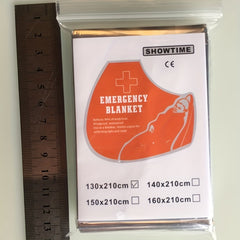 SHOWTIME
CE
EMERGENCY
BLANKET
130x210cm
140x210cm
150x210cm
160x210cm
1 2 3 4 5 6 7 8 9 10 11 12 13